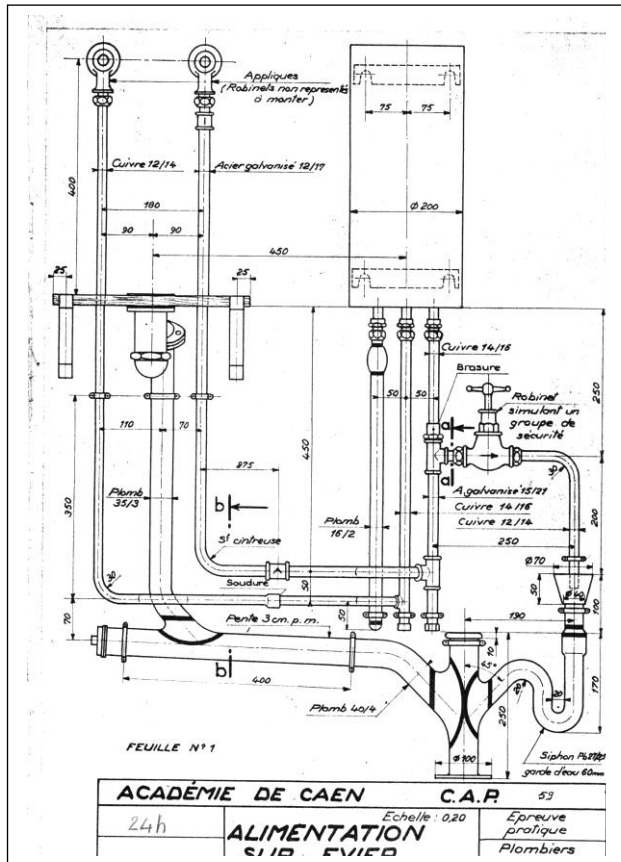 Appliques
(Robinets non representés
à monter)
75
75
400
Cuivre 12/14
Acier galvanisé 12/17
180
Ø 200
90
90
450
25
25
Cuivre 14/16
Brasure
50
50
250
Robinet
simulant un
groupe de
sécurité
a
110
70
450
a
350
Plomb
35/3
275
b
Plomb
16/2
A.galvanisé 15/21
Cuivre 14/16
Cuivre 12/14
200
250
Sᵗ cintreuse
Ø70
Soudure
50
50
50
100
190
70
Pente 3 cm. p. m.
10
45°
b
400
Plomb 40/4
250
20
170
FEUILLE N° 1
Ø 100
Siphon
garde d'eau 60mm
ACADÉMIE DE CAEN C.A.P. 59
24h
Echelle : 0,20
Epreuve
pratique
ALIMENTATION
Plombiers
SUR EVIER